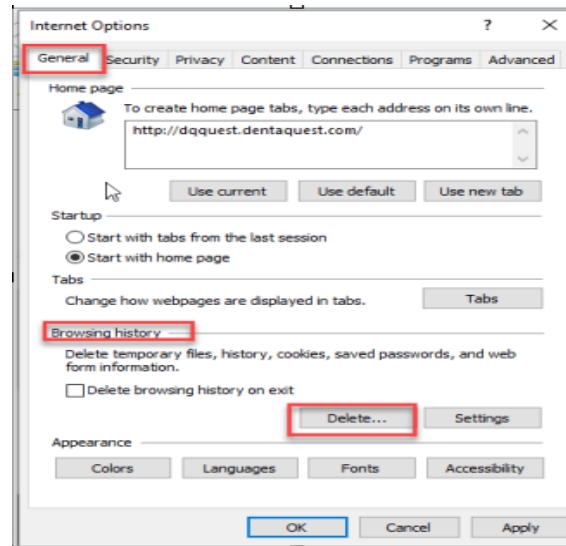 Internet Options ? ×
General Security Privacy Content Connections Programs Advanced
Home page
To create home page tabs, type each address on its own line.
http://dqquest.dentaquest.com/
Use current Use default Use new tab
Startup
Start with tabs from the last session
Start with home page
Tabs
Change how webpages are displayed in tabs. Tabs
Browsing history
Delete temporary files, history, cookies, saved passwords, and web
form information.
Delete browsing history on exit
Delete... Settings
Appearance
Colors Languages Fonts Accessibility
OK Cancel Apply